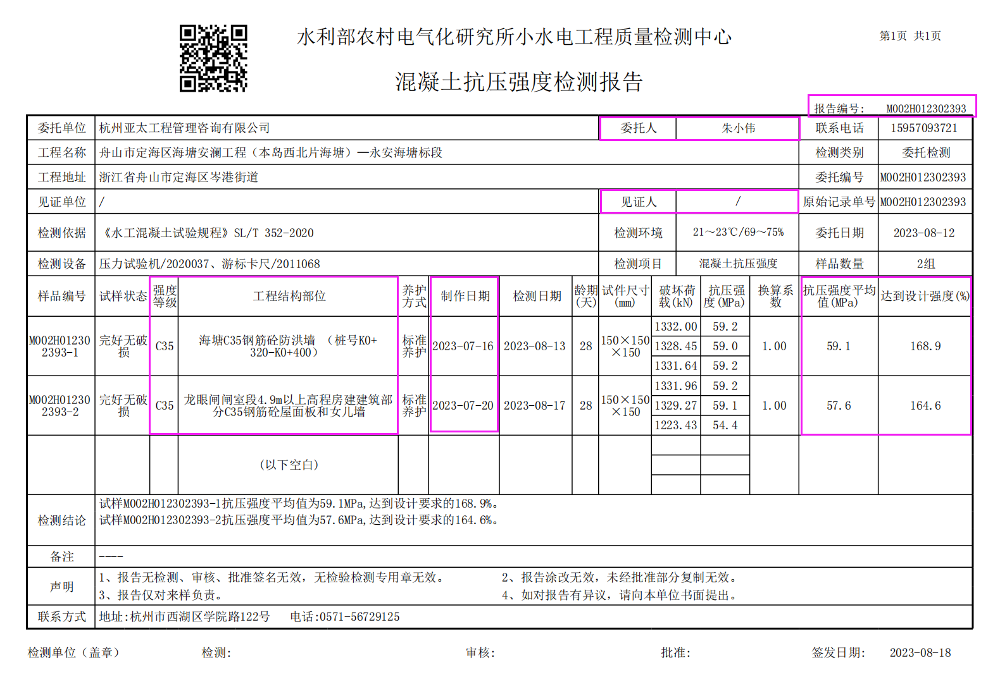 水利部农村电气化研究所小水电工程质量检测中心
第1页 共1页
混凝土抗压强度检测报告
报告编号: M002H012302393
委托单位 杭州亚太工程管理咨询有限公司 委托人 朱小伟 联系电话 15957093721
工程名称 舟山市定海区海塘安澜工程（本岛西北片海塘）—永安海塘标段 检测类别 委托检测
工程地址 浙江省舟山市定海区岑港街道 委托编号 M002H012302393
见证单位 / 见证人 / 原始记录单号 M002H012302393
检测依据 《水工混凝土试验规程》SL/T 352-2020 检测环境 21～23℃/69～75% 委托日期 2023-08-12
检测设备 压力试验机/2020037、游标卡尺/2011068 检测项目 混凝土抗压强度 样品数量 2组
样品编号 试样状态 强度等级 工程结构部位 养护方式 制作日期 检测日期 龄期(天) 试件尺寸(mm) 破坏荷载(kN) 抗压强度(MPa) 换算系数 抗压强度平均值(MPa) 达到设计强度(%)
M002H012302393-1 完好无破损 C35 海塘C35钢筋砼防洪墙 （桩号K0+320-K0+400） 标准养护 2023-07-16 2023-08-13 28 150×150×150 1332.00 59.2 1.00 59.1 168.9
1328.45 59.0
1331.64 59.2
M002H012302393-2 完好无破损 C35 龙眼闸闸室段4.9m以上高程房建建筑部分C35钢筋砼屋面板和女儿墙 标准养护 2023-07-20 2023-08-17 28 150×150×150 1331.96 59.2 1.00 57.6 164.6
1329.27 59.1
1223.43 54.4
(以下空白)
检测结论 试样M002H012302393-1抗压强度平均值为59.1MPa,达到设计要求的168.9%。
试样M002H012302393-2抗压强度平均值为57.6MPa,达到设计要求的164.6%。
备注 ----
声明 1、报告无检测、审核、批准签名无效，无检验检测专用章无效。 2、报告涂改无效，未经批准部分复制无效。
3、报告仅对来样负责。 4、如对报告有异议，请向本单位书面提出。
联系方式 地址:杭州市西湖区学院路122号 电话:0571-56729125
检测单位（盖章） 检测: 审核: 批准: 签发日期: 2023-08-18